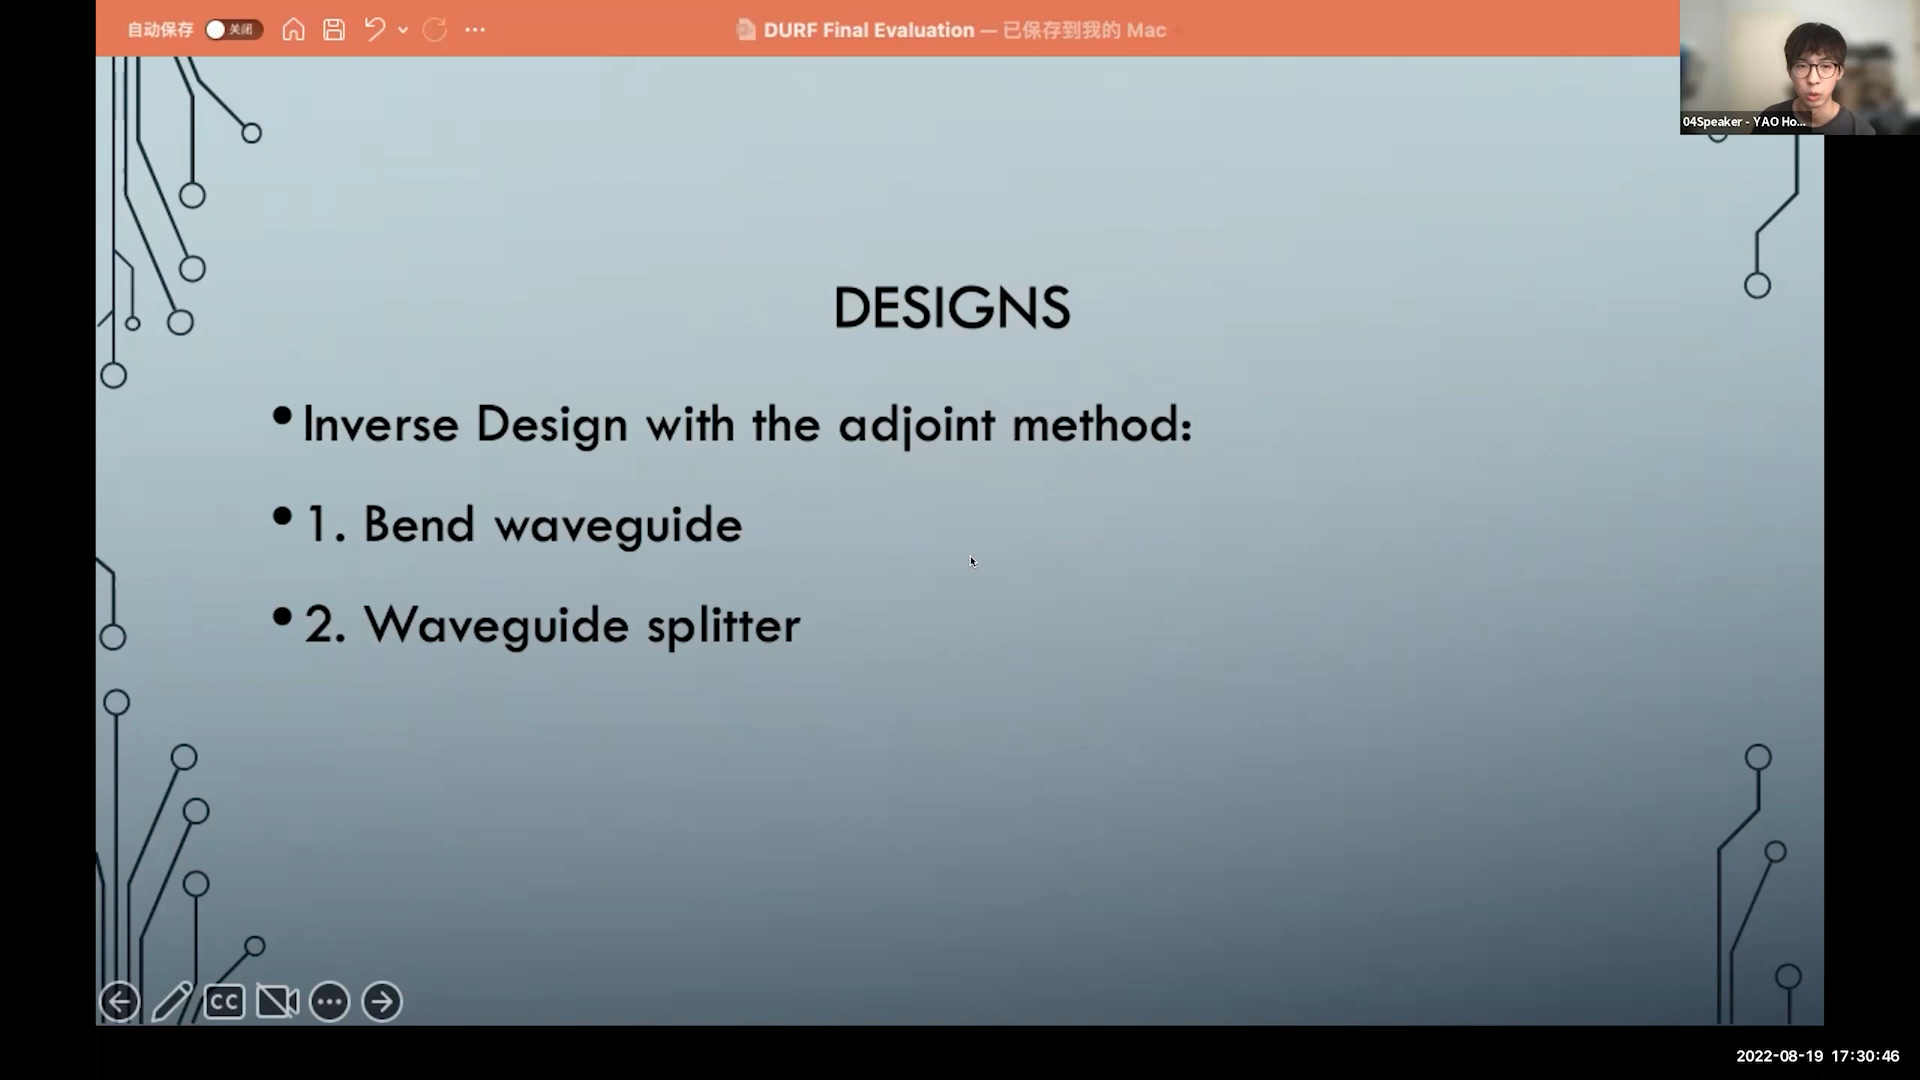 自动保存 关闭
DURF Final Evaluation — 已保存到我的 Mac
04Speaker - YAO Ho...
DESIGNS
• Inverse Design with the adjoint method:
• 1. Bend waveguide
• 2. Waveguide splitter
CC
2022-08-19 17:30:46